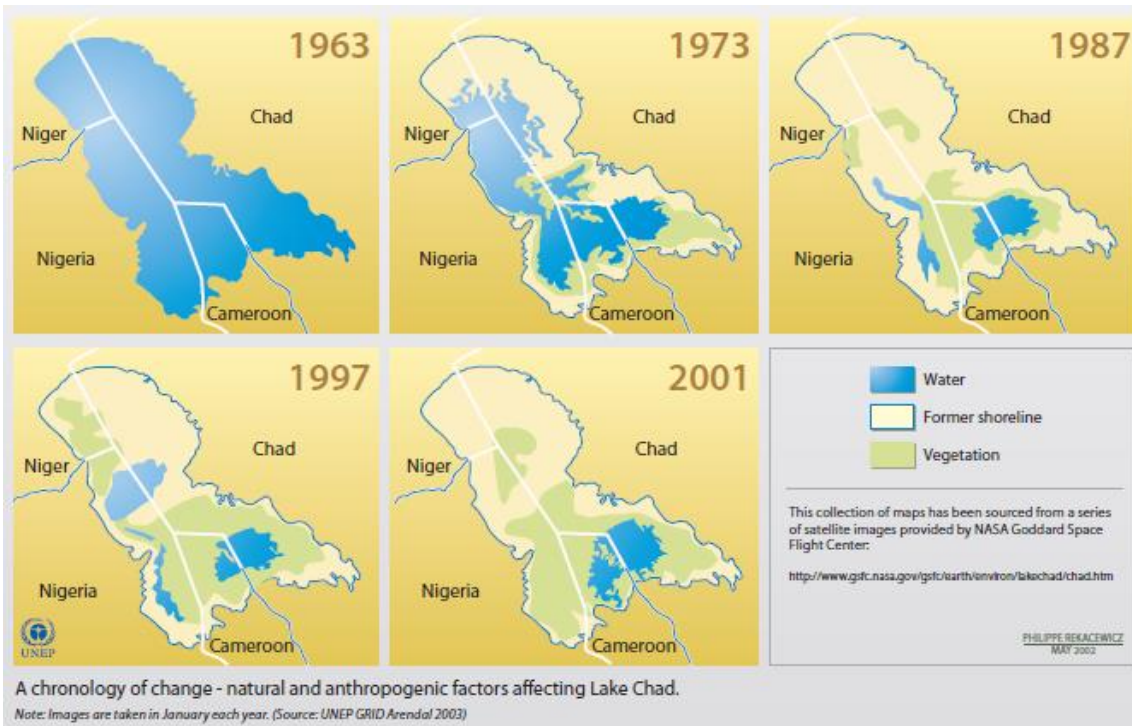 1963
Chad
Niger
Nigeria
Cameroon
1973
Chad
Niger
Nigeria
Cameroon
1987
Chad
Niger
Nigeria
Cameroon
1997
Chad
Niger
Nigeria
Cameroon
UNEP
2001
Chad
Niger
Nigeria
Cameroon
Water
Former shoreline
Vegetation
This collection of maps has been sourced from a series
of satellite images provided by NASA Goddard Space
Flight Center:
http://www.gsfc.nasa.gov/gsfc/earth/environ/lakechad/chad.htm
PHILIPPE REKACEWICZ
MAY 2002
A chronology of change - natural and anthropogenic factors affecting Lake Chad.
Note: Images are taken in January each year. (Source: UNEP GRID Arendal 2003)